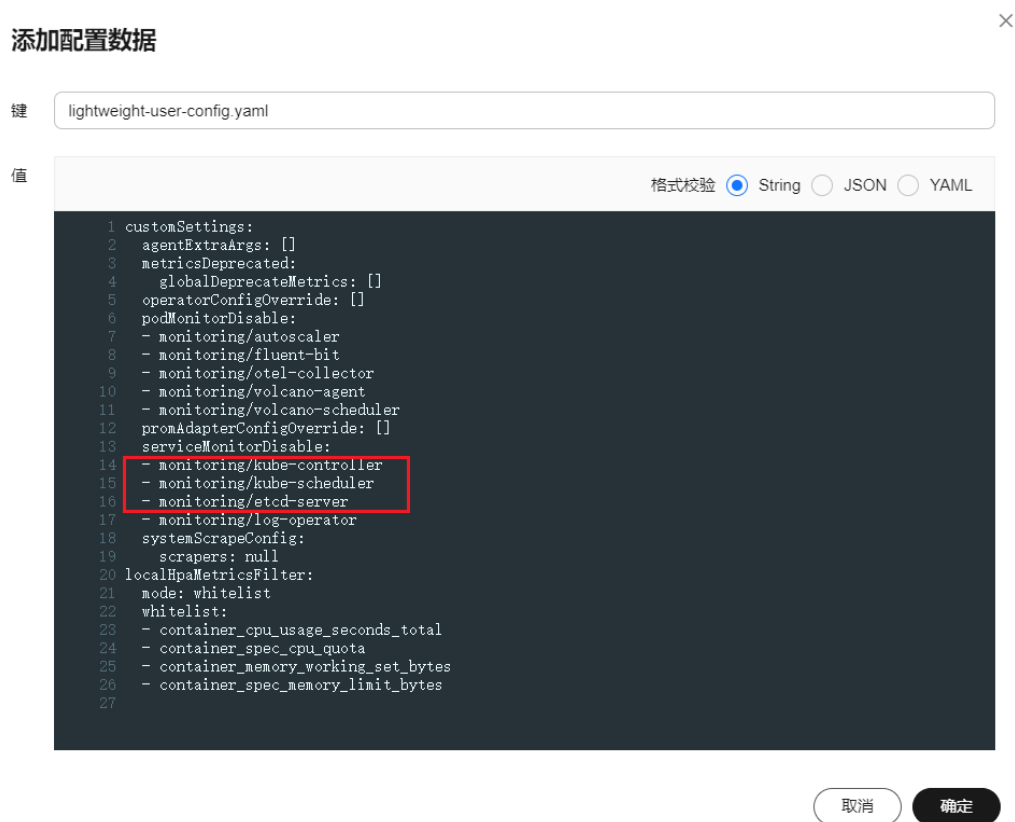 添加配置数据
键 lightweight-user-config.yaml
值
格式校验 String JSON YAML
1 customSettings:
2   agentExtraArgs: []
3   metricsDeprecated:
4     globalDeprecateMetrics: []
5   operatorConfigOverride: []
6   podMonitorDisable:
7   - monitoring/autoscaler
8   - monitoring/fluent-bit
9   - monitoring/otel-collector
10   - monitoring/volcano-agent
11   - monitoring/volcano-scheduler
12   promAdapterConfigOverride: []
13   serviceMonitorDisable:
14   - monitoring/kube-controller
15   - monitoring/kube-scheduler
16   - monitoring/etcd-server
17   - monitoring/log-operator
18   systemScrapeConfig:
19     scrapers: null
20 localHpaMetricsFilter:
21   mode: whitelist
22   whitelist:
23   - container_cpu_usage_seconds_total
24   - container_spec_cpu_quota
25   - container_memory_working_set_bytes
26   - container_spec_memory_limit_bytes
27
取消 确定